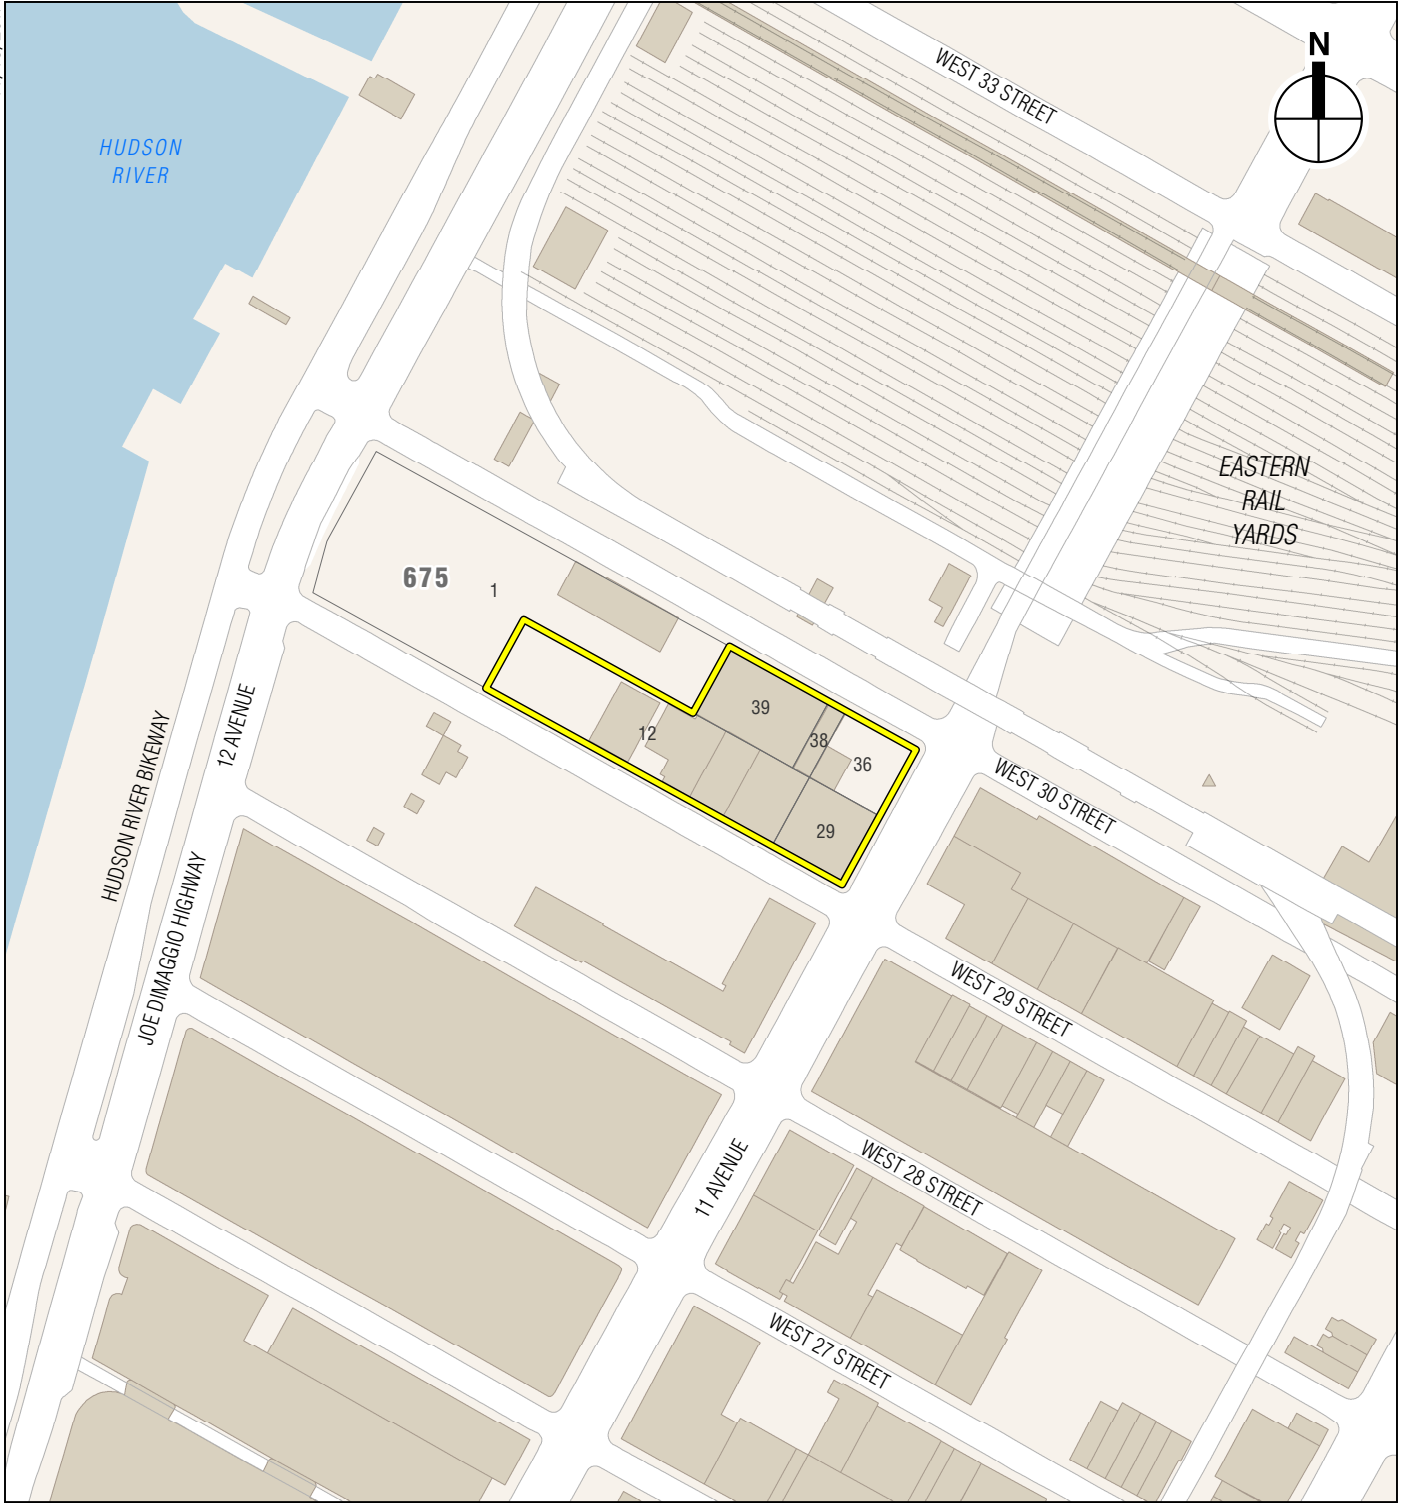 N
WEST 33 STREET
HUDSON
RIVER
EASTERN
RAIL
YARDS
675
1
39
38
12
36
29
12 AVENUE
HUDSON RIVER BIKEWAY
JOE DIMAGGIO HIGHWAY
WEST 30 STREET
WEST 29 STREET
WEST 28 STREET
11 AVENUE
WEST 27 STREET